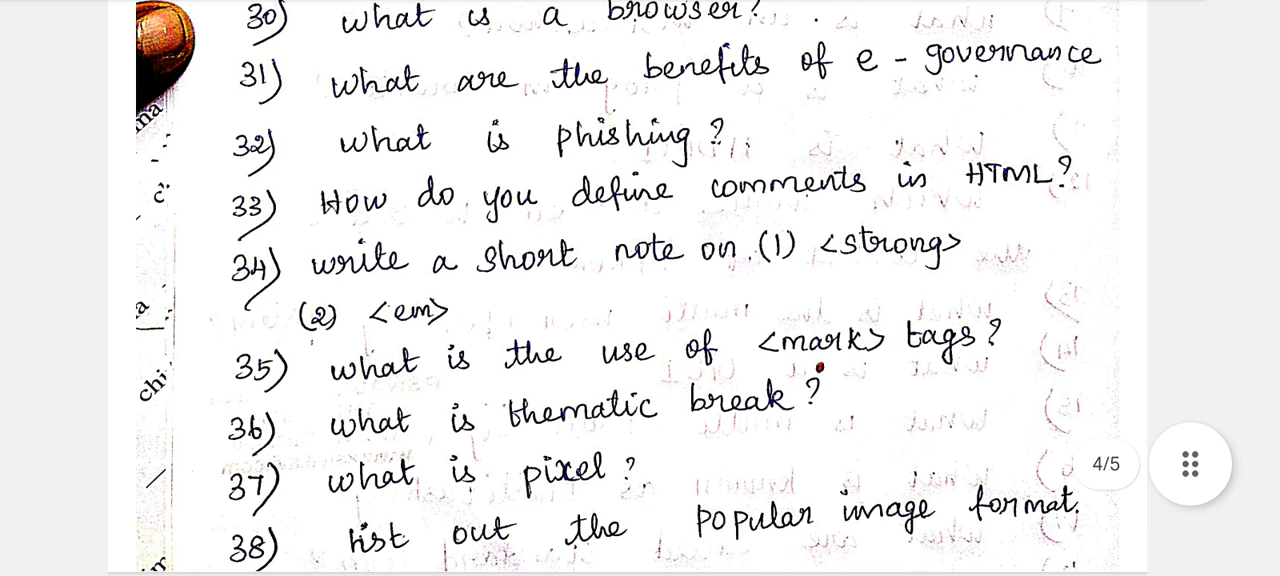 30) what is a browser?
31) what are the benefits of e - governance
32) what is phishing?
33) How do you define comments in HTML?
34) write a short note on (1) <strong>
(2) <em>
35) what is the use of <mark> tags?
36) what is thematic break?
37) what is pixel?
38) list out the popular image format.
4/5
na
c'
a
chi